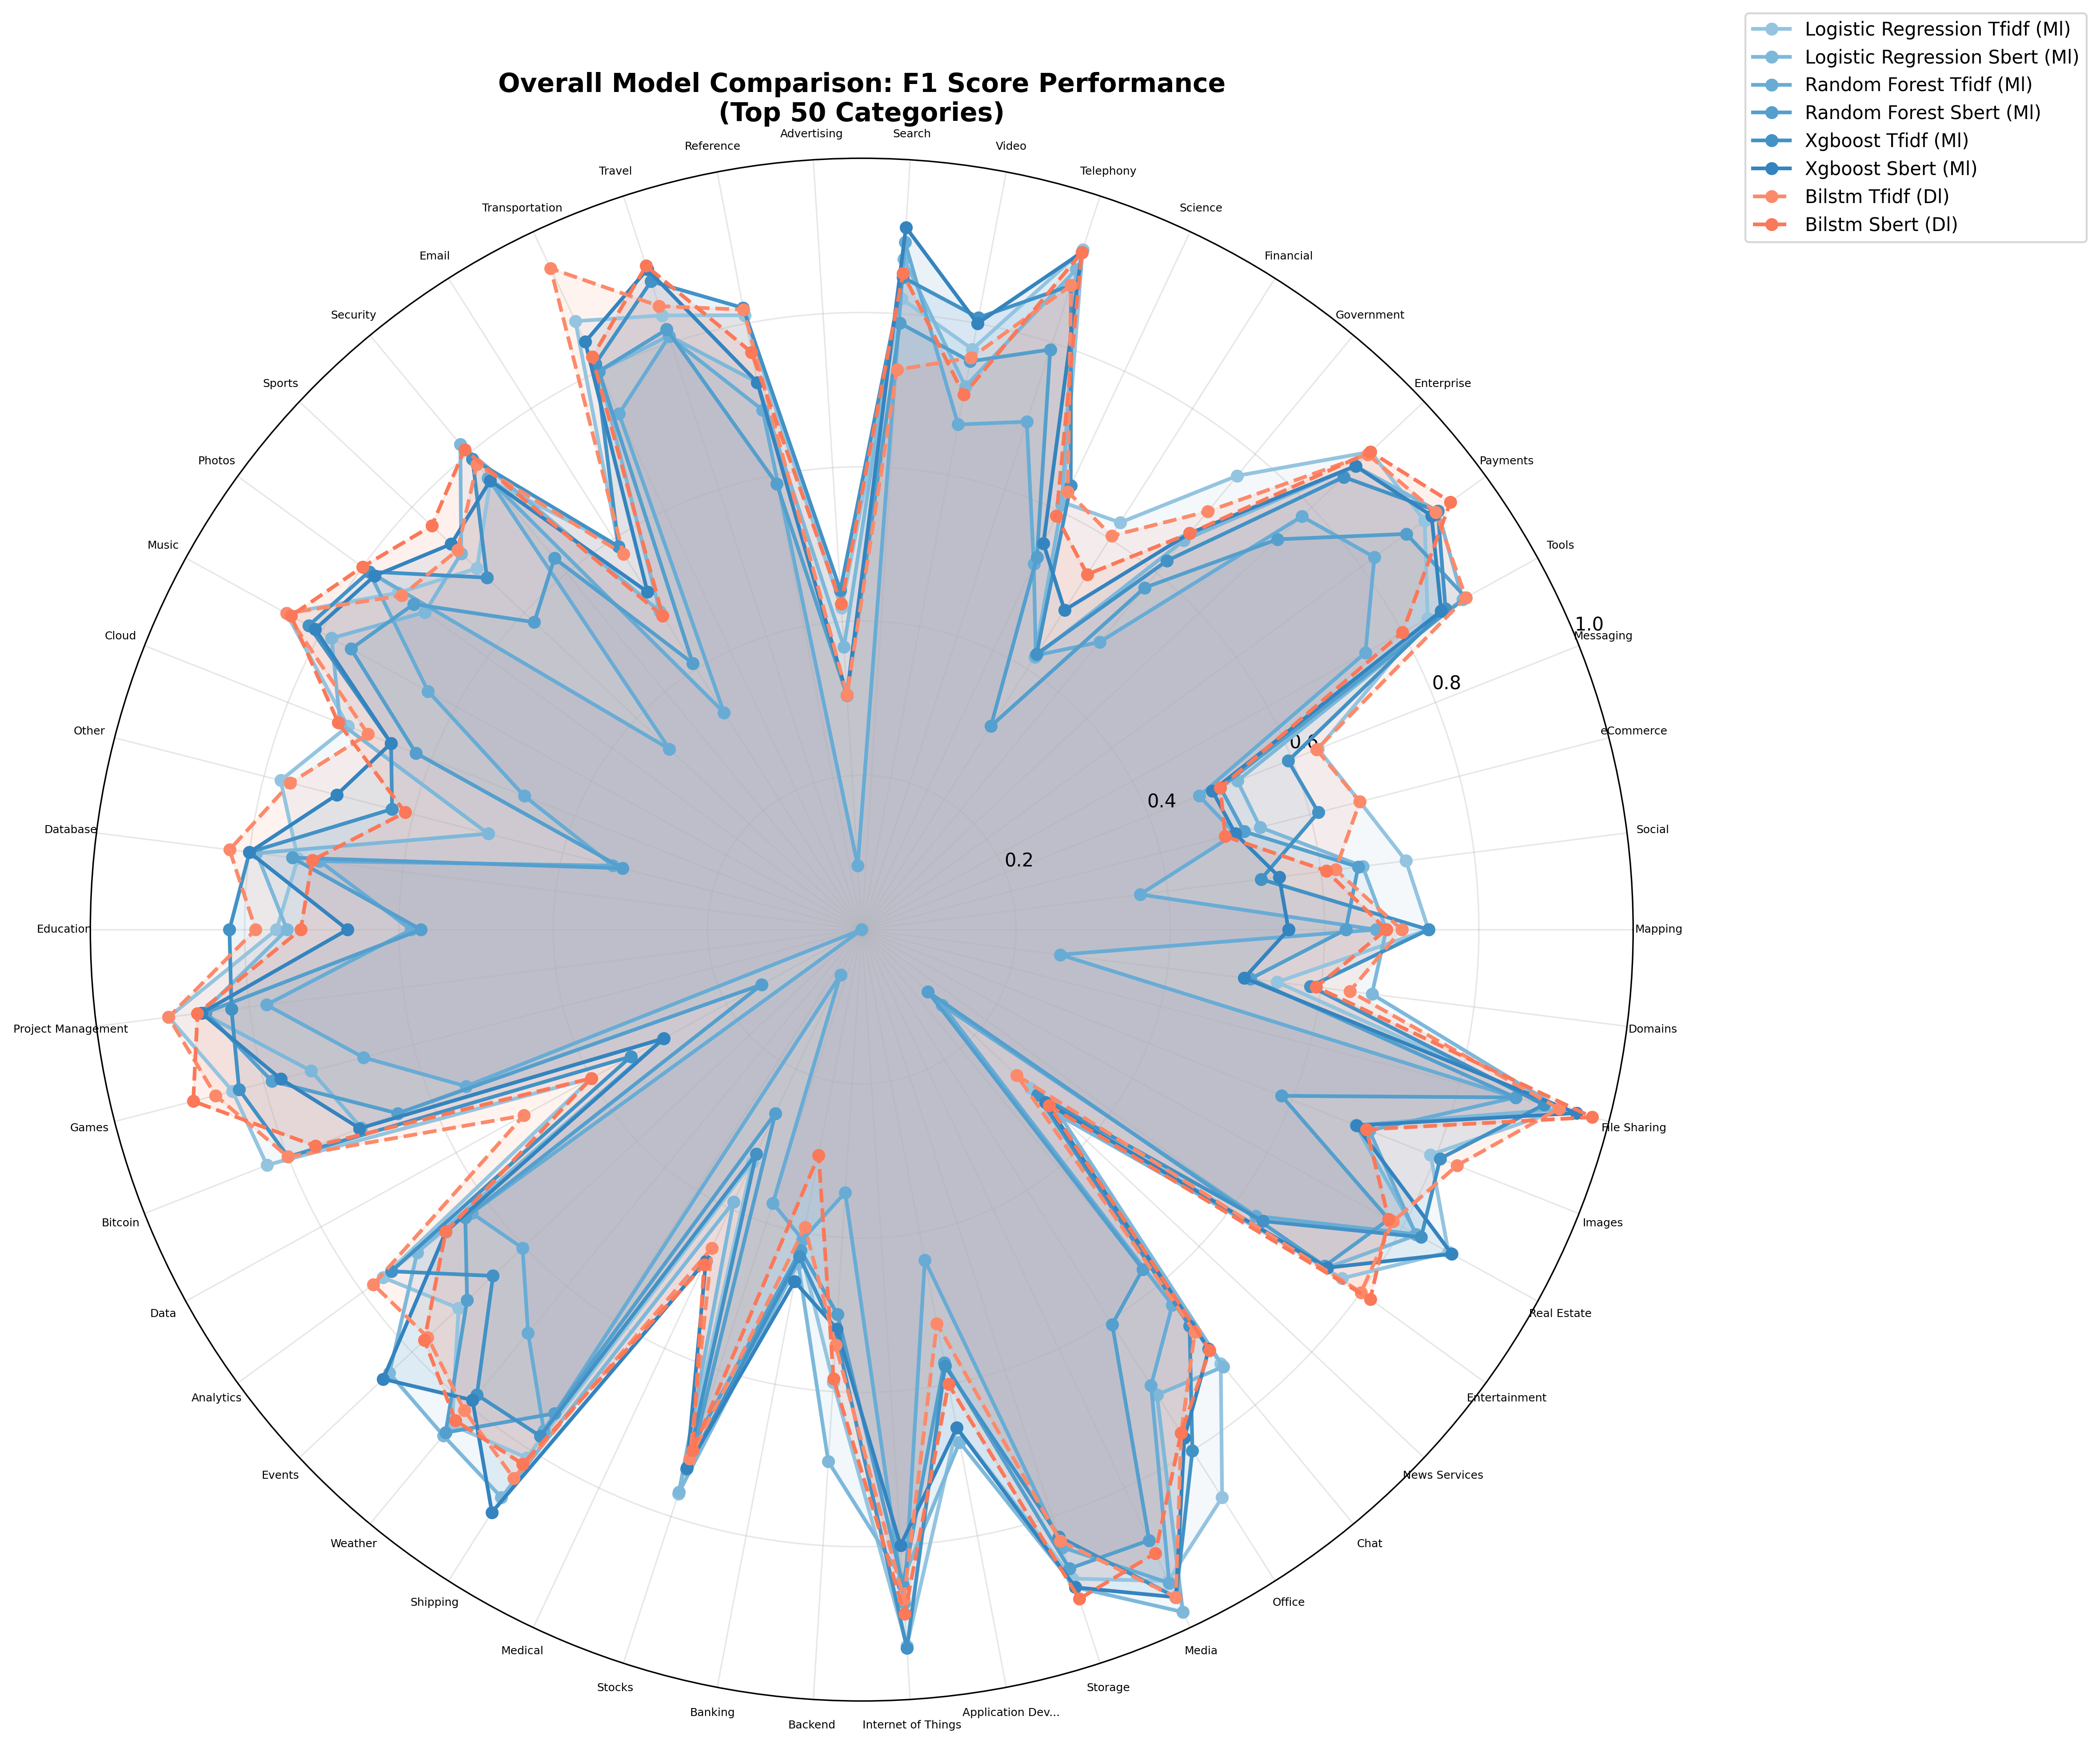 Overall Model Comparison: F1 Score Performance
(Top 50 Categories)
Logistic Regression Tfidf (Ml)
Logistic Regression Sbert (Ml)
Random Forest Tfidf (Ml)
Random Forest Sbert (Ml)
Xgboost Tfidf (Ml)
Xgboost Sbert (Ml)
Bilstm Tfidf (Dl)
Bilstm Sbert (Dl)
Mapping
Social
eCommerce
Messaging
Tools
Payments
Enterprise
Government
Financial
Science
Telephony
Video
Search
Advertising
Reference
Travel
Transportation
Email
Security
Sports
Photos
Music
Cloud
Other
Database
Education
Project Management
Games
Bitcoin
Data
Analytics
Events
Weather
Shipping
Medical
Stocks
Banking
Backend
Internet of Things
Application Dev...
Storage
Media
Office
Chat
News Services
Entertainment
Real Estate
Images
File Sharing
Domains
0.2
0.4
0.6
0.8
1.0